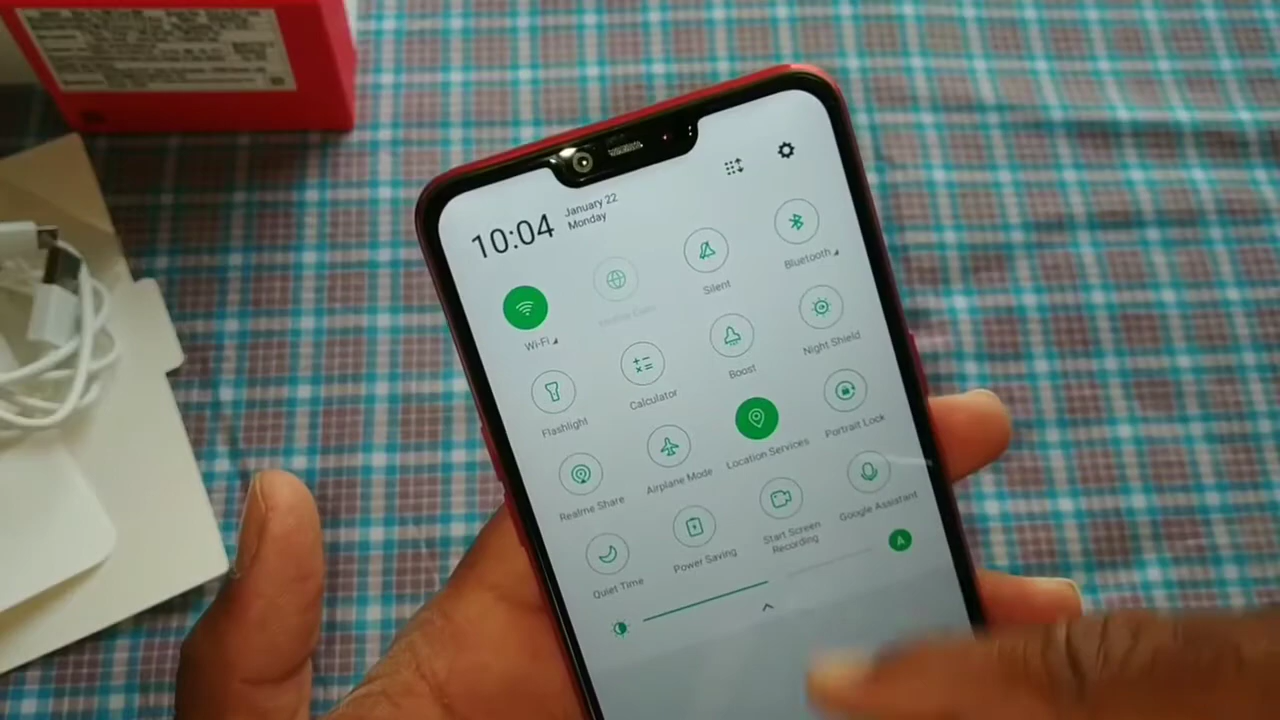 10:04
January 22
Monday
Wi-Fi
Silent
Bluetooth
Flashlight
Calculator
Boost
Night Shield
Realme Share
Airplane Mode
Location Services
Portrait Lock
Quiet Time
Power Saving
Start Screen
Recording
Google Assistant
A